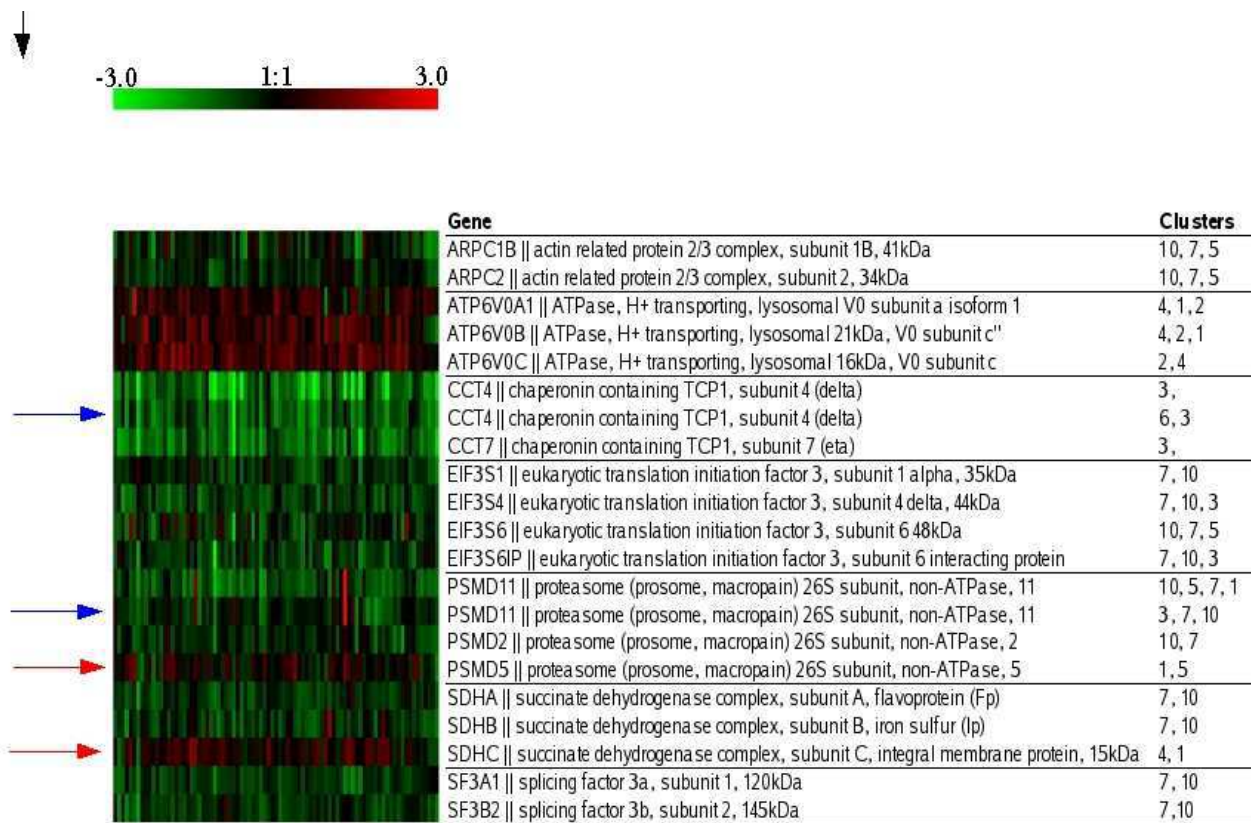 -3.0 1:1 3.0
Gene Clusters
ARPC1B || actin related protein 2/3 complex, subunit 1B, 41kDa 10, 7, 5
ARPC2 || actin related protein 2/3 complex, subunit 2, 34kDa 10, 7, 5
ATP6V0A1 || ATPase, H+ transporting, lysosomal V0 subunit a isoform 1 4, 1, 2
ATP6V0B || ATPase, H+ transporting, lysosomal 21kDa, V0 subunit c" 4, 2, 1
ATP6V0C || ATPase, H+ transporting, lysosomal 16kDa, V0 subunit c 2, 4
CCT4 || chaperonin containing TCP1, subunit 4 (delta) 3,
CCT4 || chaperonin containing TCP1, subunit 4 (delta) 6, 3
CCT7 || chaperonin containing TCP1, subunit 7 (eta) 3,
EIF3S1 || eukaryotic translation initiation factor 3, subunit 1 alpha, 35kDa 7, 10
EIF3S4 || eukaryotic translation initiation factor 3, subunit 4 delta, 44kDa 7, 10, 3
EIF3S6 || eukaryotic translation initiation factor 3, subunit 6 48kDa 10, 7, 5
EIF3S6IP || eukaryotic translation initiation factor 3, subunit 6 interacting protein 7, 10, 3
PSMD11 || proteasome (prosome, macropain) 26S subunit, non-ATPase, 11 10, 5, 7, 1
PSMD11 || proteasome (prosome, macropain) 26S subunit, non-ATPase, 11 3, 7, 10
PSMD2 || proteasome (prosome, macropain) 26S subunit, non-ATPase, 2 10, 7
PSMD5 || proteasome (prosome, macropain) 26S subunit, non-ATPase, 5 1, 5
SDHA || succinate dehydrogenase complex, subunit A, flavoprotein (Fp) 7, 10
SDHB || succinate dehydrogenase complex, subunit B, iron sulfur (Ip) 7, 10
SDHC || succinate dehydrogenase complex, subunit C, integral membrane protein, 15kDa 4, 1
SF3A1 || splicing factor 3a, subunit 1, 120kDa 7, 10
SF3B2 || splicing factor 3b, subunit 2, 145kDa 7,10